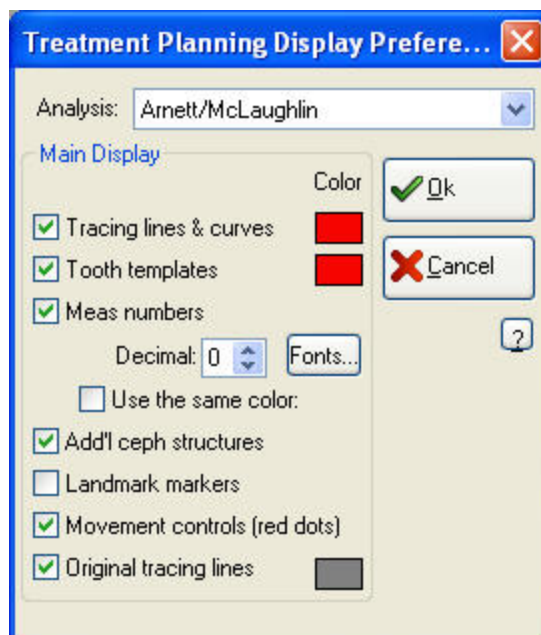 Treatment Planning Display Prefere...
Analysis: Arnett/McLaughlin
Main Display
Color
Ok
Tracing lines & curves
Tooth templates
Cancel
Meas numbers
?
Decimal: 0 Fonts...
Use the same color:
Add'l ceph structures
Landmark markers
Movement controls (red dots)
Original tracing lines